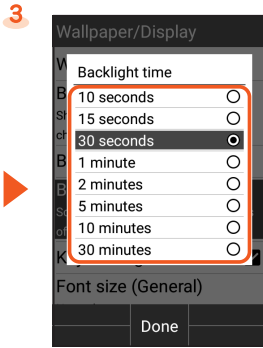 3
Wallpaper/Display
Backlight time
10 seconds
15 seconds
30 seconds
1 minute
2 minutes
5 minutes
10 minutes
30 minutes
Font size (General)
Done